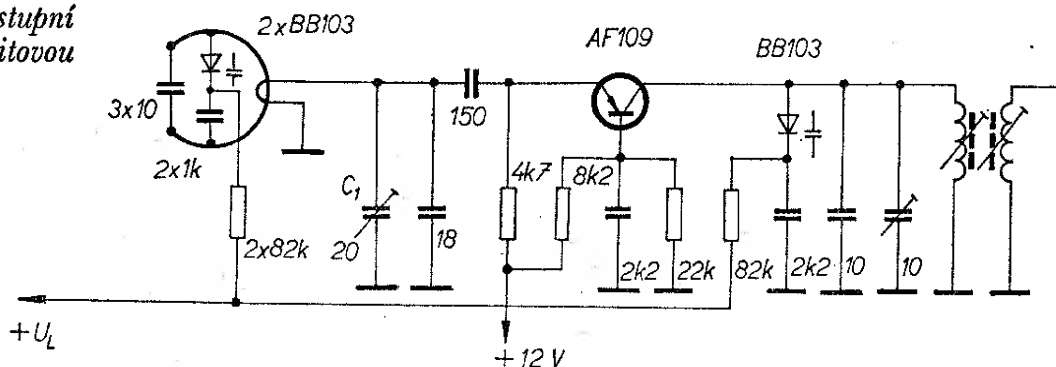 stupní
itovou
2xBB103
AF109
BB103
3x10
2x1k
150
4k7
8k2
C₁
20
18
2x82k
2k2
22k
82k
2k2
10
10
+U_L
+12 V